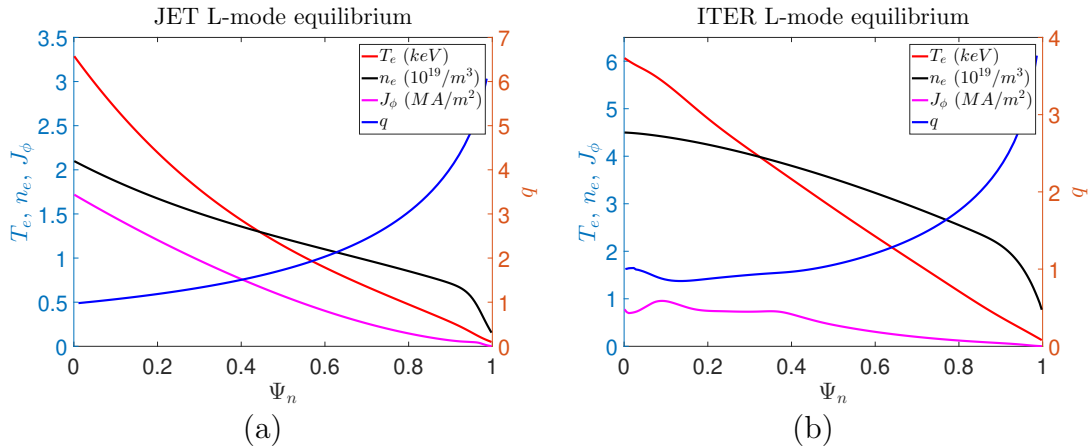 JET L-mode equilibrium
3.5
3
2.5
2
1.5
1
0.5
0
T_e, n_e, J_ϕ
7
6
5
4
3
2
1
0
q
T_e (keV)
n_e (10^19/m^3)
J_ϕ (MA/m^2)
q
0 0.2 0.4 0.6 0.8 1
Ψ_n
(a)
ITER L-mode equilibrium
6
5
4
3
2
1
0
T_e, n_e, J_ϕ
4
3
2
1
0
q
T_e (keV)
n_e (10^19/m^3)
J_ϕ (MA/m^2)
q
0 0.2 0.4 0.6 0.8 1
Ψ_n
(b)